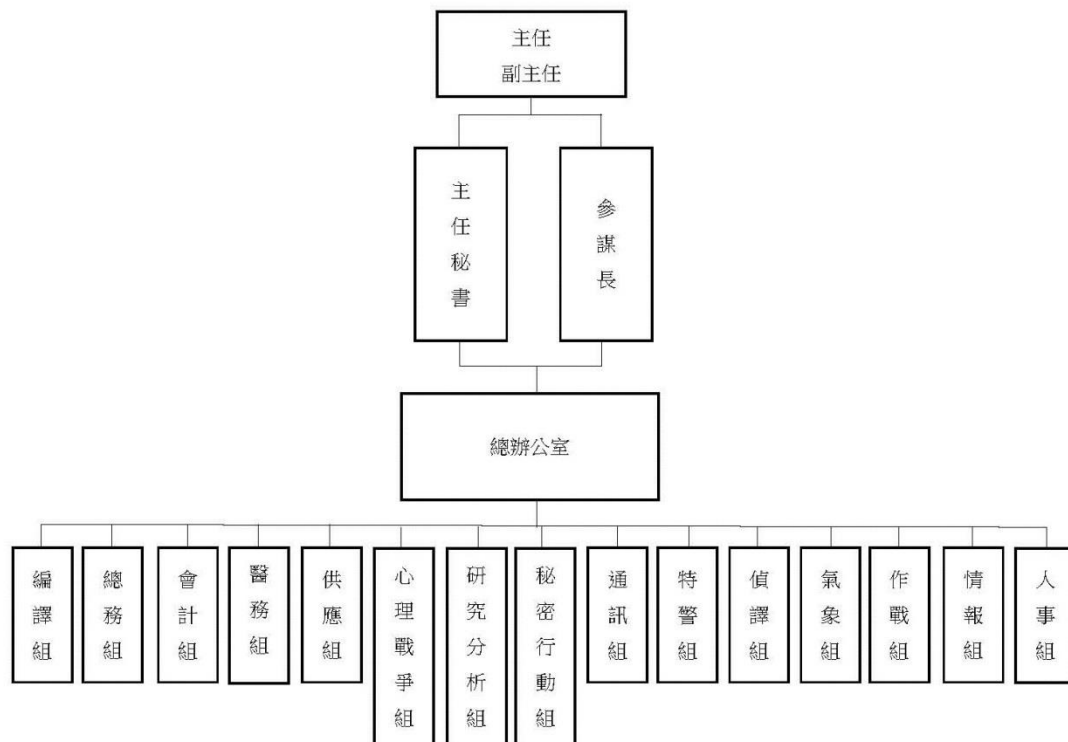 主任
副主任
主任秘書
參謀長
總辦公室
編譯組
總務組
會計組
醫務組
供應組
心理戰爭組
研究分析組
秘密行動組
通訊組
特警組
偵譯組
氣象組
作戰組
情報組
人事組